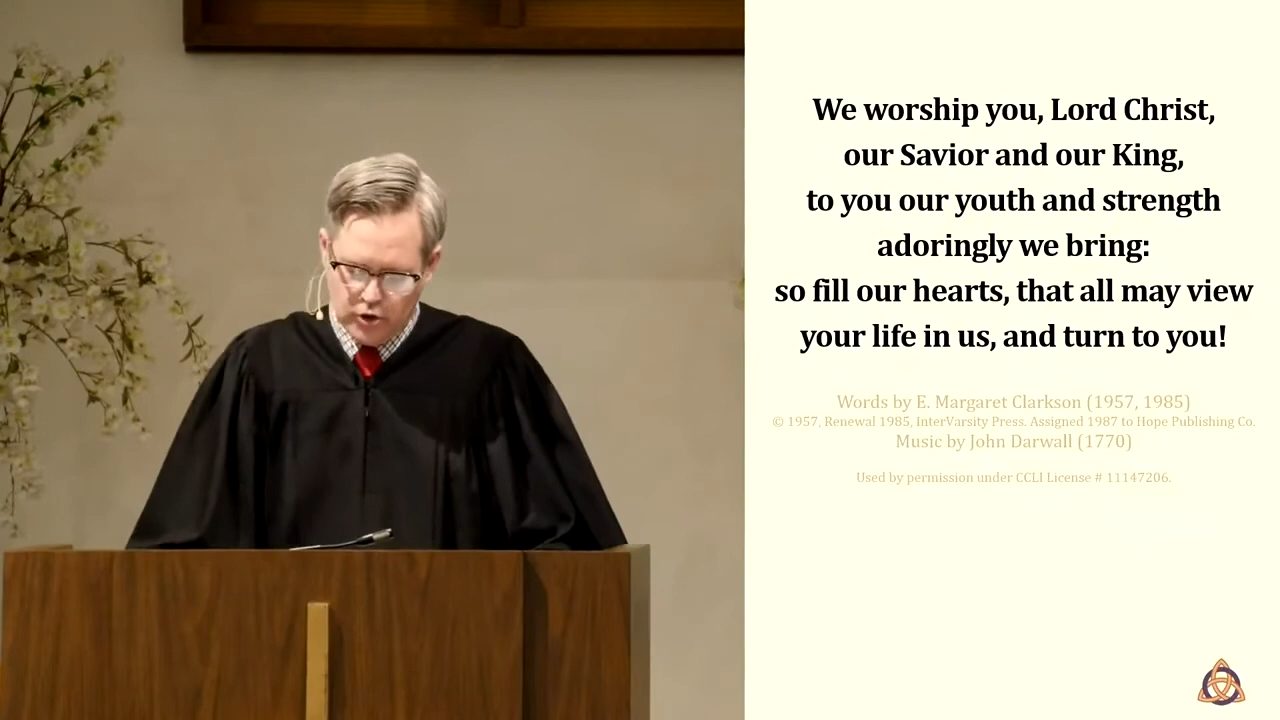 We worship you, Lord Christ,
our Savior and our King,
to you our youth and strength
adoringly we bring:
so fill our hearts, that all may view
your life in us, and turn to you!
Words by E. Margaret Clarkson (1957, 1985)
© 1957, Renewal 1985, InterVarsity Press. Assigned 1987 to Hope Publishing Co.
Music by John Darwall (1770)
Used by permission under CCLI License # 11147206.